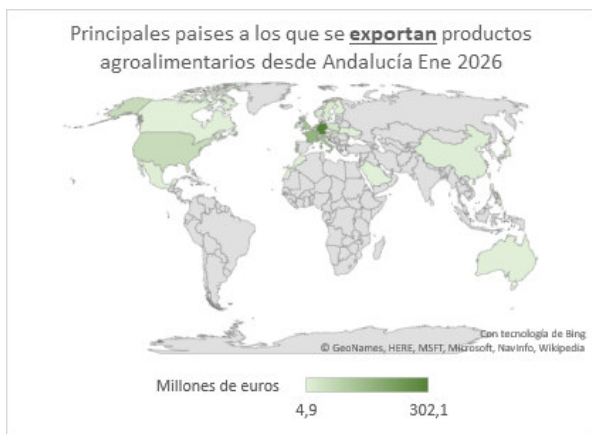 Principales paises a los que se exportan productos
agroalimentarios desde Andalucía Ene 2026
Con tecnología de Bing
© GeoNames, HERE, MSFT, Microsoft, NavInfo, Wikipedia
Millones de euros
4,9 302,1